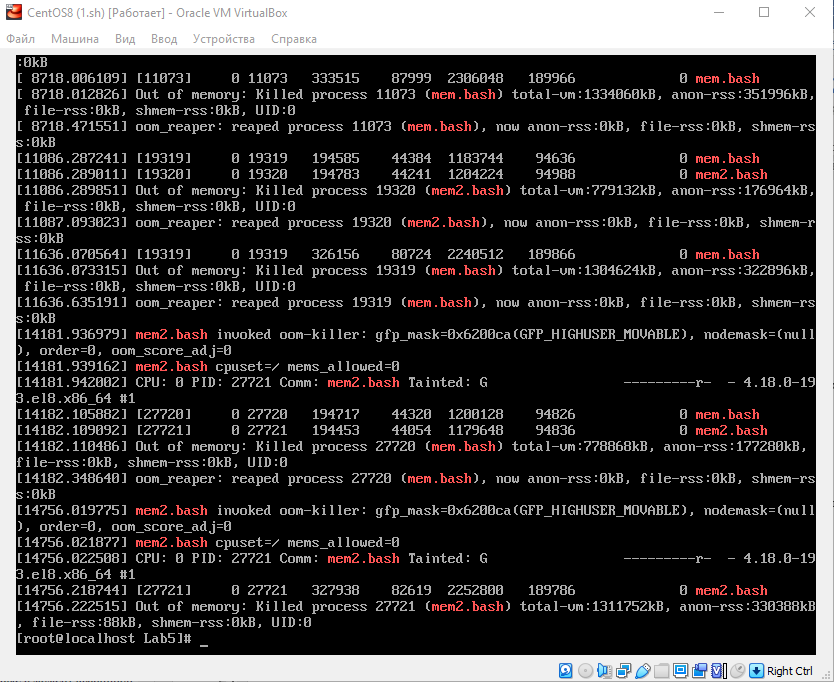 CentOS8 (1.sh) [Работает] - Oracle VM VirtualBox
Файл Машина Вид Ввод Устройства Справка
:0kB
[ 8718.006109] [11073]     0 11073   333515    87999  2306048   189966             0 mem.bash
[ 8718.012826] Out of memory: Killed process 11073 (mem.bash) total-vm:1334060kB, anon-rss:351996kB,
 file-rss:0kB, shmem-rss:0kB, UID:0
[ 8718.471551] oom_reaper: reaped process 11073 (mem.bash), now anon-rss:0kB, file-rss:0kB, shmem-rs
s:0kB
[11086.287241] [19319]     0 19319   194585    44384  1183744    94636             0 mem.bash
[11086.289011] [19320]     0 19320   194783    44241  1204224    94988             0 mem2.bash
[11086.289851] Out of memory: Killed process 19320 (mem2.bash) total-vm:779132kB, anon-rss:176964kB,
 file-rss:0kB, shmem-rss:0kB, UID:0
[11087.093023] oom_reaper: reaped process 19320 (mem2.bash), now anon-rss:0kB, file-rss:0kB, shmem-r
ss:0kB
[11636.070564] [19319]     0 19319   326156    80724  2240512   189866             0 mem.bash
[11636.073315] Out of memory: Killed process 19319 (mem.bash) total-vm:1304624kB, anon-rss:322896kB,
 file-rss:0kB, shmem-rss:0kB, UID:0
[11636.635191] oom_reaper: reaped process 19319 (mem.bash), now anon-rss:0kB, file-rss:0kB, shmem-rs
s:0kB
[14181.936979] mem2.bash invoked oom-killer: gfp_mask=0x6200ca(GFP_HIGHUSER_MOVABLE), nodemask=(null
), order=0, oom_score_adj=0
[14181.939162] mem2.bash cpuset=/ mems_allowed=0
[14181.942002] CPU: 0 PID: 27721 Comm: mem2.bash Tainted: G                 ---------r-  - 4.18.0-19
3.el8.x86_64 #1
[14182.105882] [27720]     0 27720   194717    44320  1200128    94826             0 mem.bash
[14182.109092] [27721]     0 27721   194453    44054  1179648    94836             0 mem2.bash
[14182.110486] Out of memory: Killed process 27720 (mem.bash) total-vm:778868kB, anon-rss:177280kB,
file-rss:0kB, shmem-rss:0kB, UID:0
[14182.348640] oom_reaper: reaped process 27720 (mem.bash), now anon-rss:0kB, file-rss:0kB, shmem-rs
s:0kB
[14756.019775] mem2.bash invoked oom-killer: gfp_mask=0x6200ca(GFP_HIGHUSER_MOVABLE), nodemask=(null
), order=0, oom_score_adj=0
[14756.021877] mem2.bash cpuset=/ mems_allowed=0
[14756.022508] CPU: 0 PID: 27721 Comm: mem2.bash Tainted: G                 ---------r-  - 4.18.0-19
3.el8.x86_64 #1
[14756.218744] [27721]     0 27721   327938    82619  2252800   189786             0 mem2.bash
[14756.222515] Out of memory: Killed process 27721 (mem2.bash) total-vm:1311752kB, anon-rss:330388kB
, file-rss:88kB, shmem-rss:0kB, UID:0
[root@localhost Lab5]# _
Right Ctrl